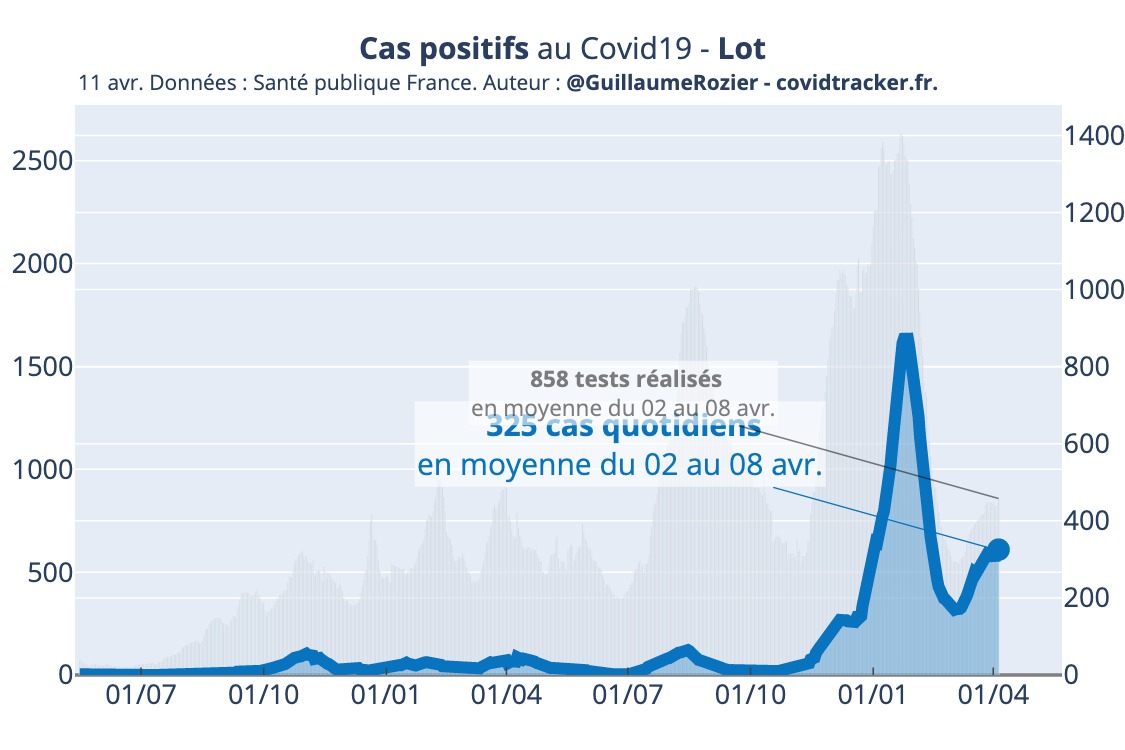 Cas positifs au Covid19 - Lot
11 avr. Données : Santé publique France. Auteur : @GuillaumeRozier - covidtracker.fr.
2500
2000
1500
1000
500
0
1400
1200
1000
800
600
400
200
0
858 tests réalisés
en moyenne du 02 au 08 avr.
325 cas quotidiens
en moyenne du 02 au 08 avr.
01/07 01/10 01/01 01/04 01/07 01/10 01/01 01/04